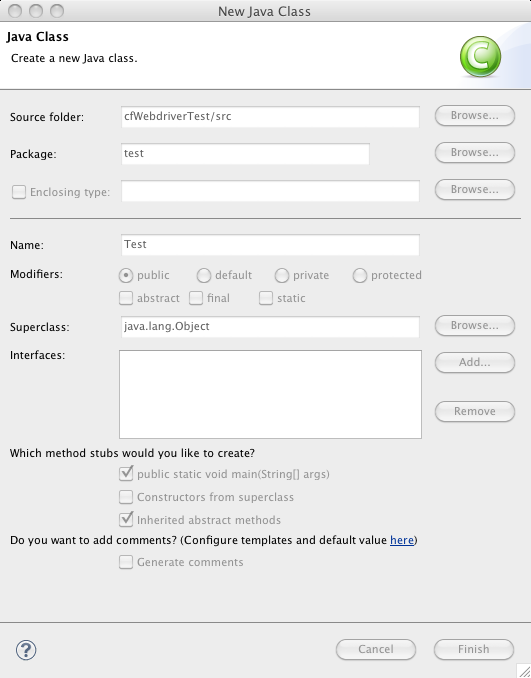 New Java Class
Java Class
Create a new Java class.
C
Source folder: cfWebdriverTest/src Browse...
Package: test Browse...
Enclosing type: Browse...
Name: Test
Modifiers: public default private protected
abstract final static
Superclass: java.lang.Object Browse...
Interfaces: Add...
Remove
Which method stubs would you like to create?
public static void main(String[] args)
Constructors from superclass
Inherited abstract methods
Do you want to add comments? (Configure templates and default value here)
Generate comments
? Cancel Finish